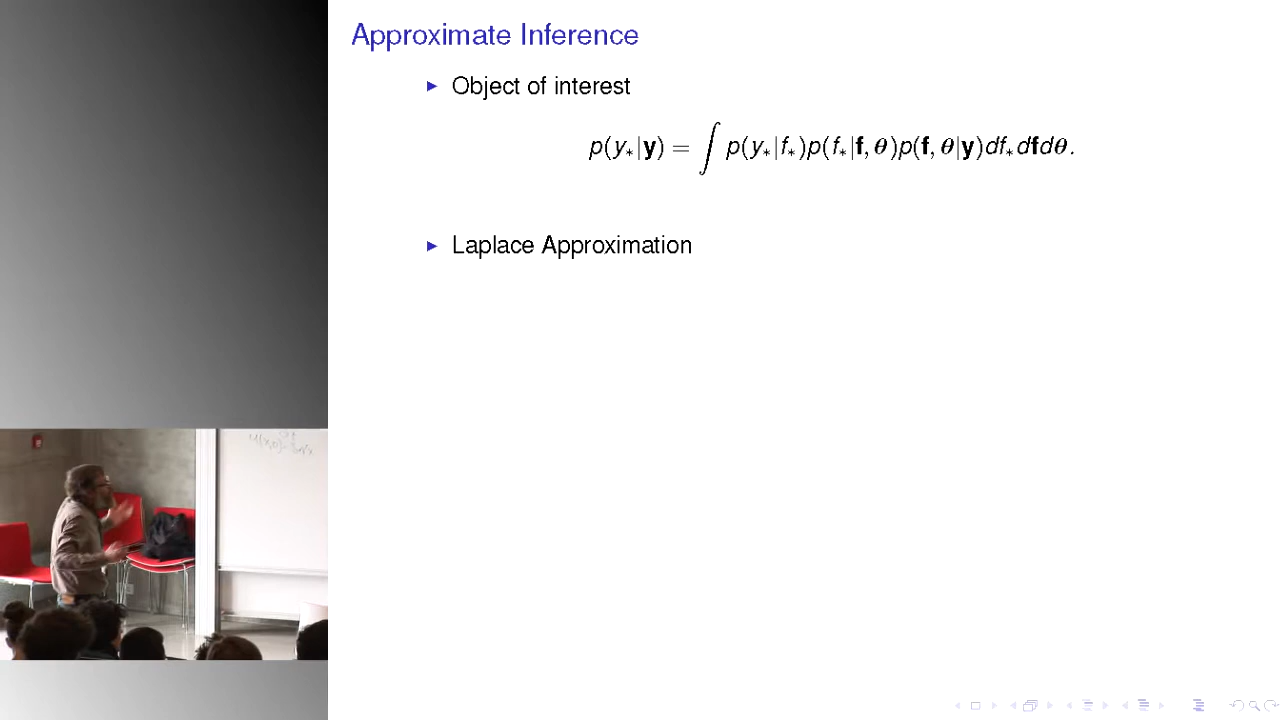 Approximate Inference
▶ Object of interest
p(y∗|𝐲) = ∫ p(y∗|f∗)p(f∗|𝐟, θ)p(𝐟, θ|𝐲)df∗d𝐟dθ.
▶ Laplace Approximation